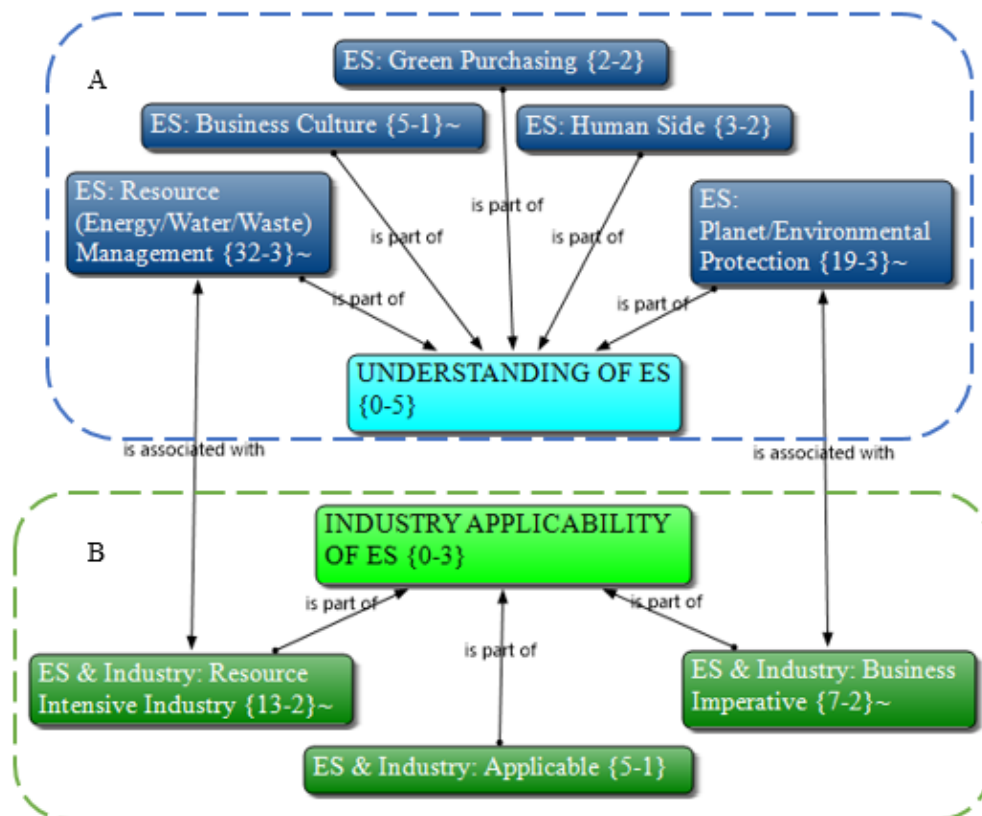 A
ES: Green Purchasing {2-2}
ES: Business Culture {5-1}~
ES: Human Side {3-2}
ES: Resource
(Energy/Water/Waste)
Management {32-3}~
ES:
Planet/Environmental
Protection {19-3}~
is part of
is part of
is part of
is part of
is part of
UNDERSTANDING OF ES
{0-5}
is associated with
is associated with
B
INDUSTRY APPLICABILITY
OF ES {0-3}
is part of
is part of
is part of
ES & Industry: Resource
Intensive Industry {13-2}~
ES & Industry: Business
Imperative {7-2}~
ES & Industry: Applicable {5-1}